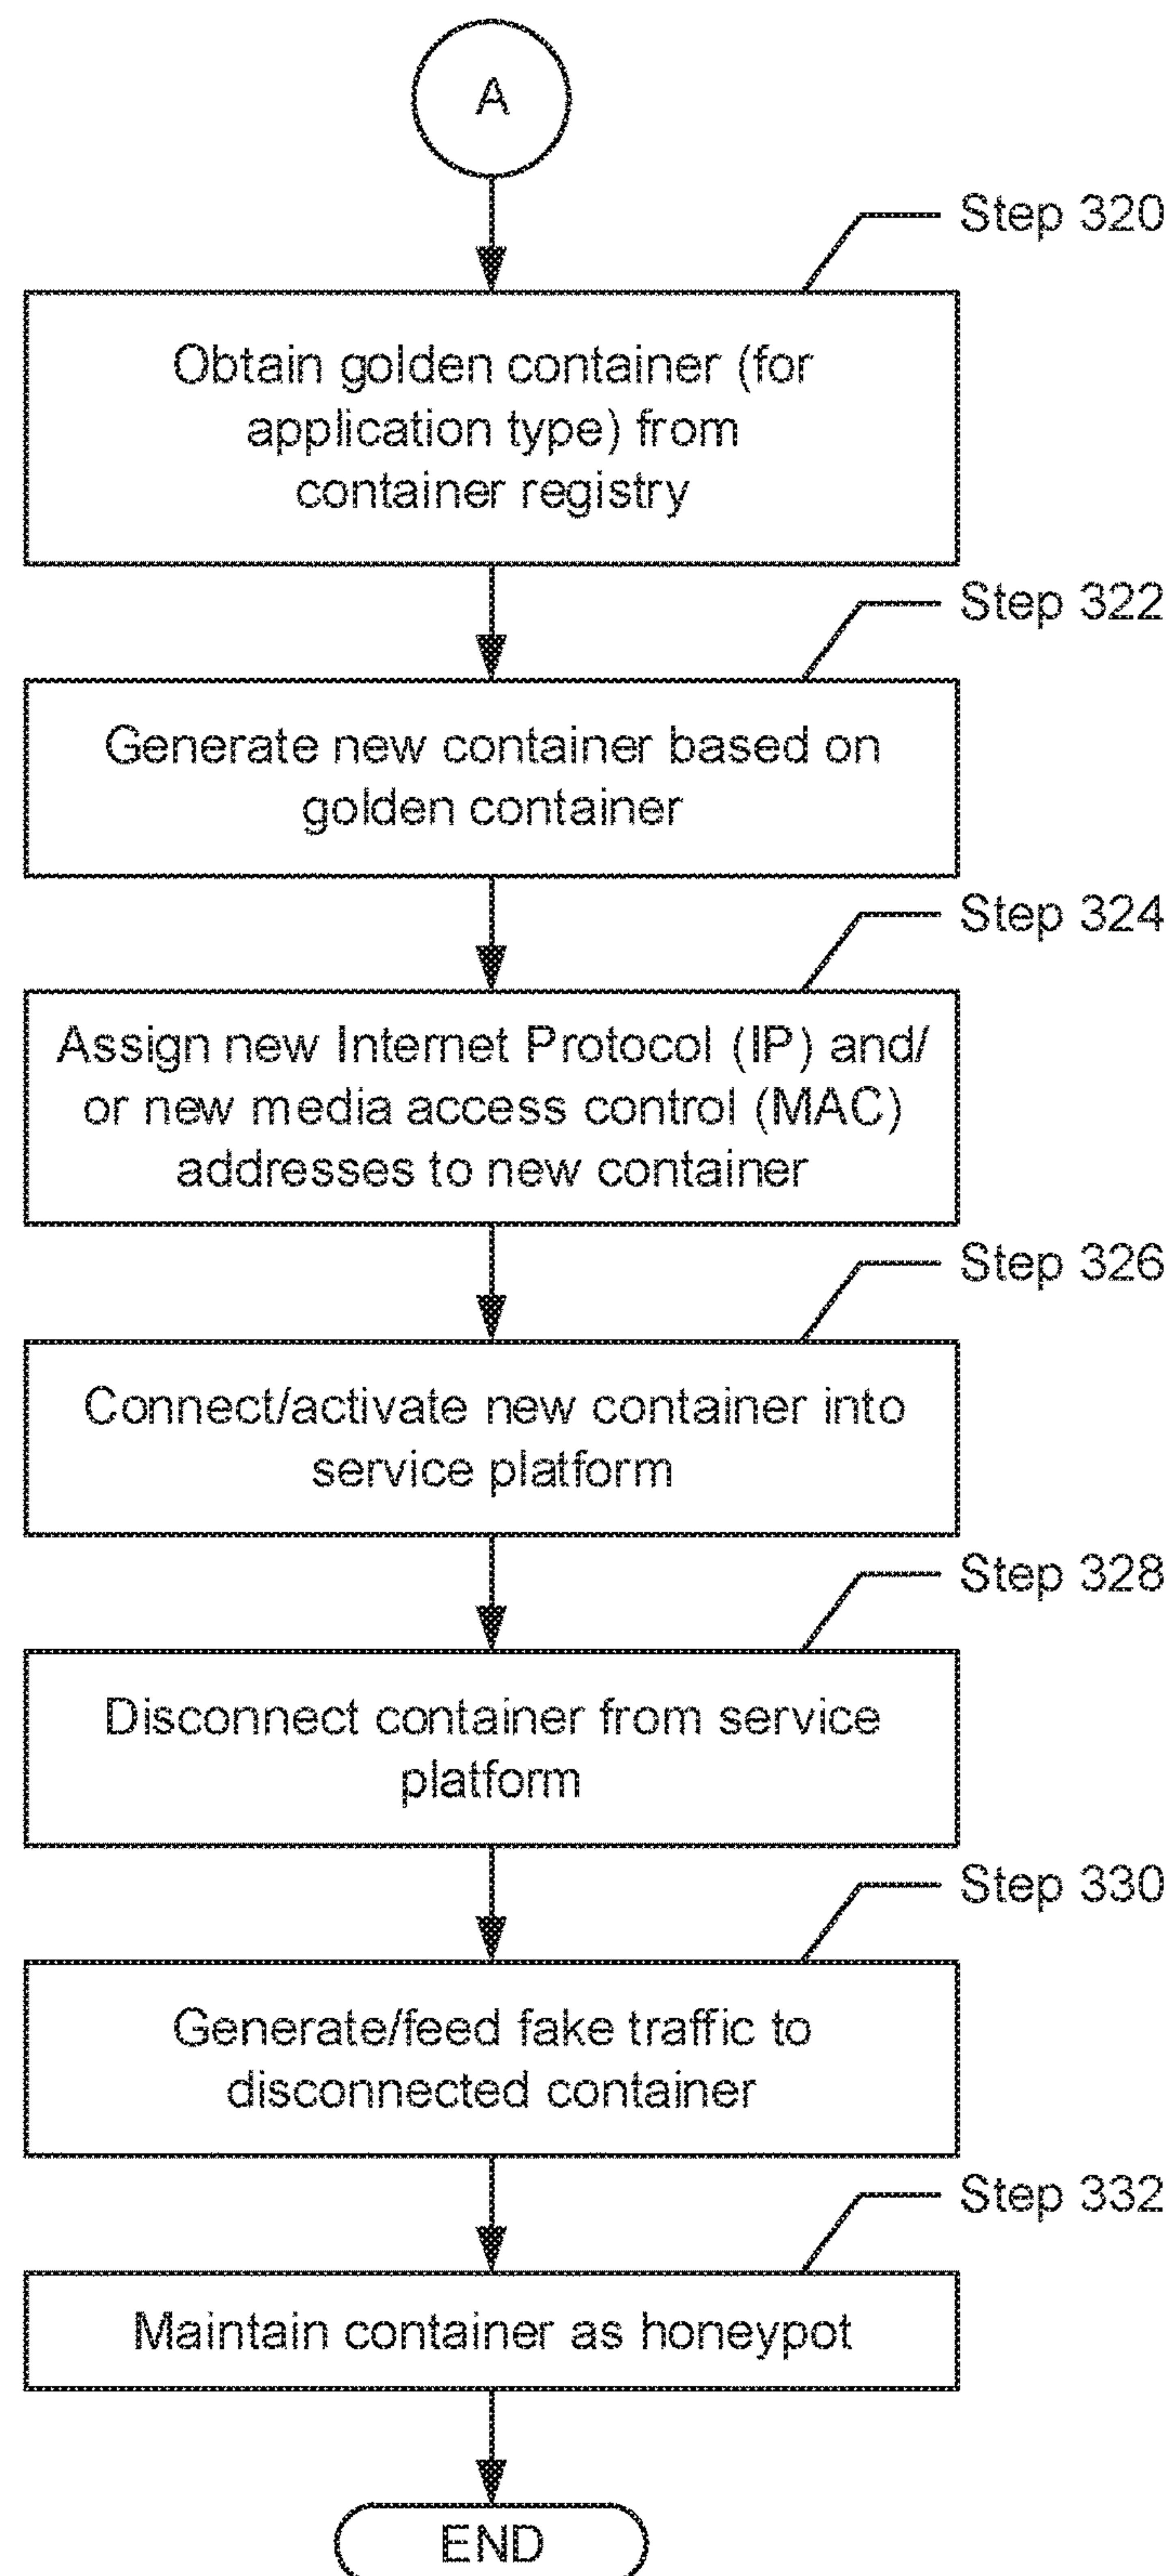 A
Step 320
Obtain golden container (for
application type) from
container registry
Step 322
Generate new container based on
golden container
Step 324
Assign new Internet Protocol (IP) and/
or new media access control (MAC)
addresses to new container
Step 326
Connect/activate new container into
service platform
Step 328
Disconnect container from service
platform
Step 330
Generate/feed fake traffic to
disconnected container
Step 332
Maintain container as honeypot
END